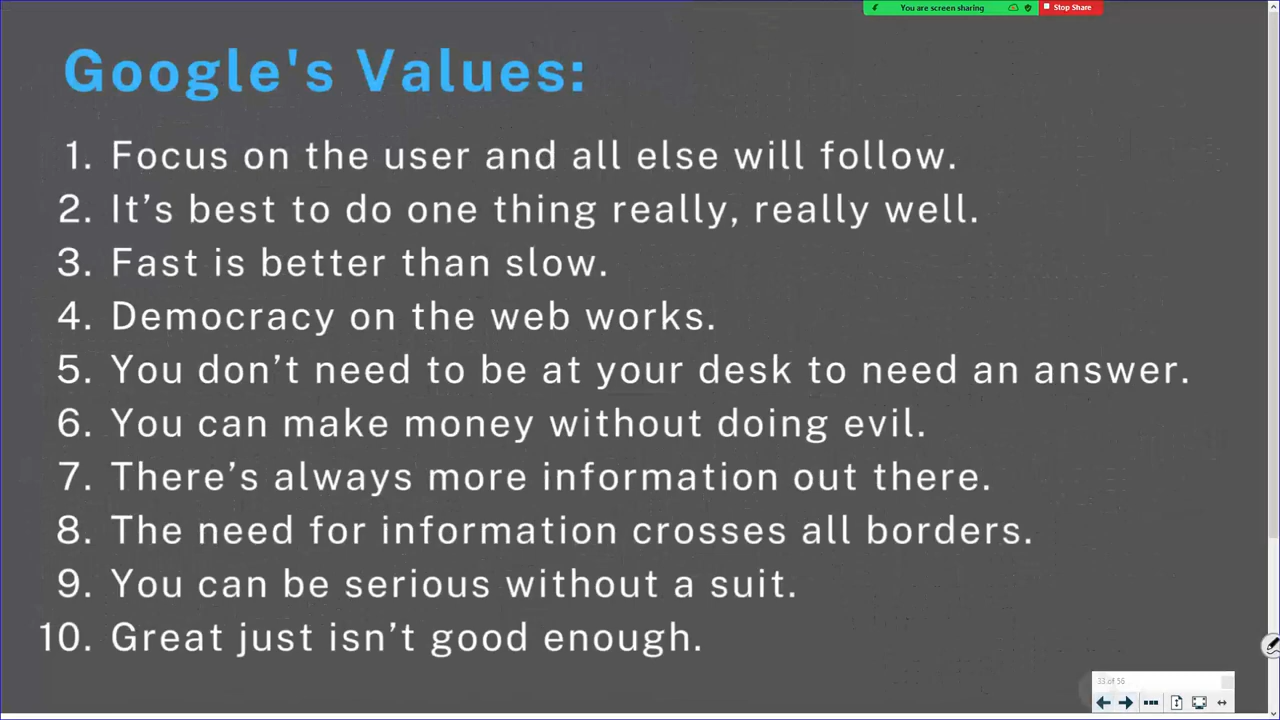 You are screen sharing
Stop Share
Google's Values:
1. Focus on the user and all else will follow.
2. It’s best to do one thing really, really well.
3. Fast is better than slow.
4. Democracy on the web works.
5. You don’t need to be at your desk to need an answer.
6. You can make money without doing evil.
7. There’s always more information out there.
8. The need for information crosses all borders.
9. You can be serious without a suit.
10. Great just isn’t good enough.
33 of 56